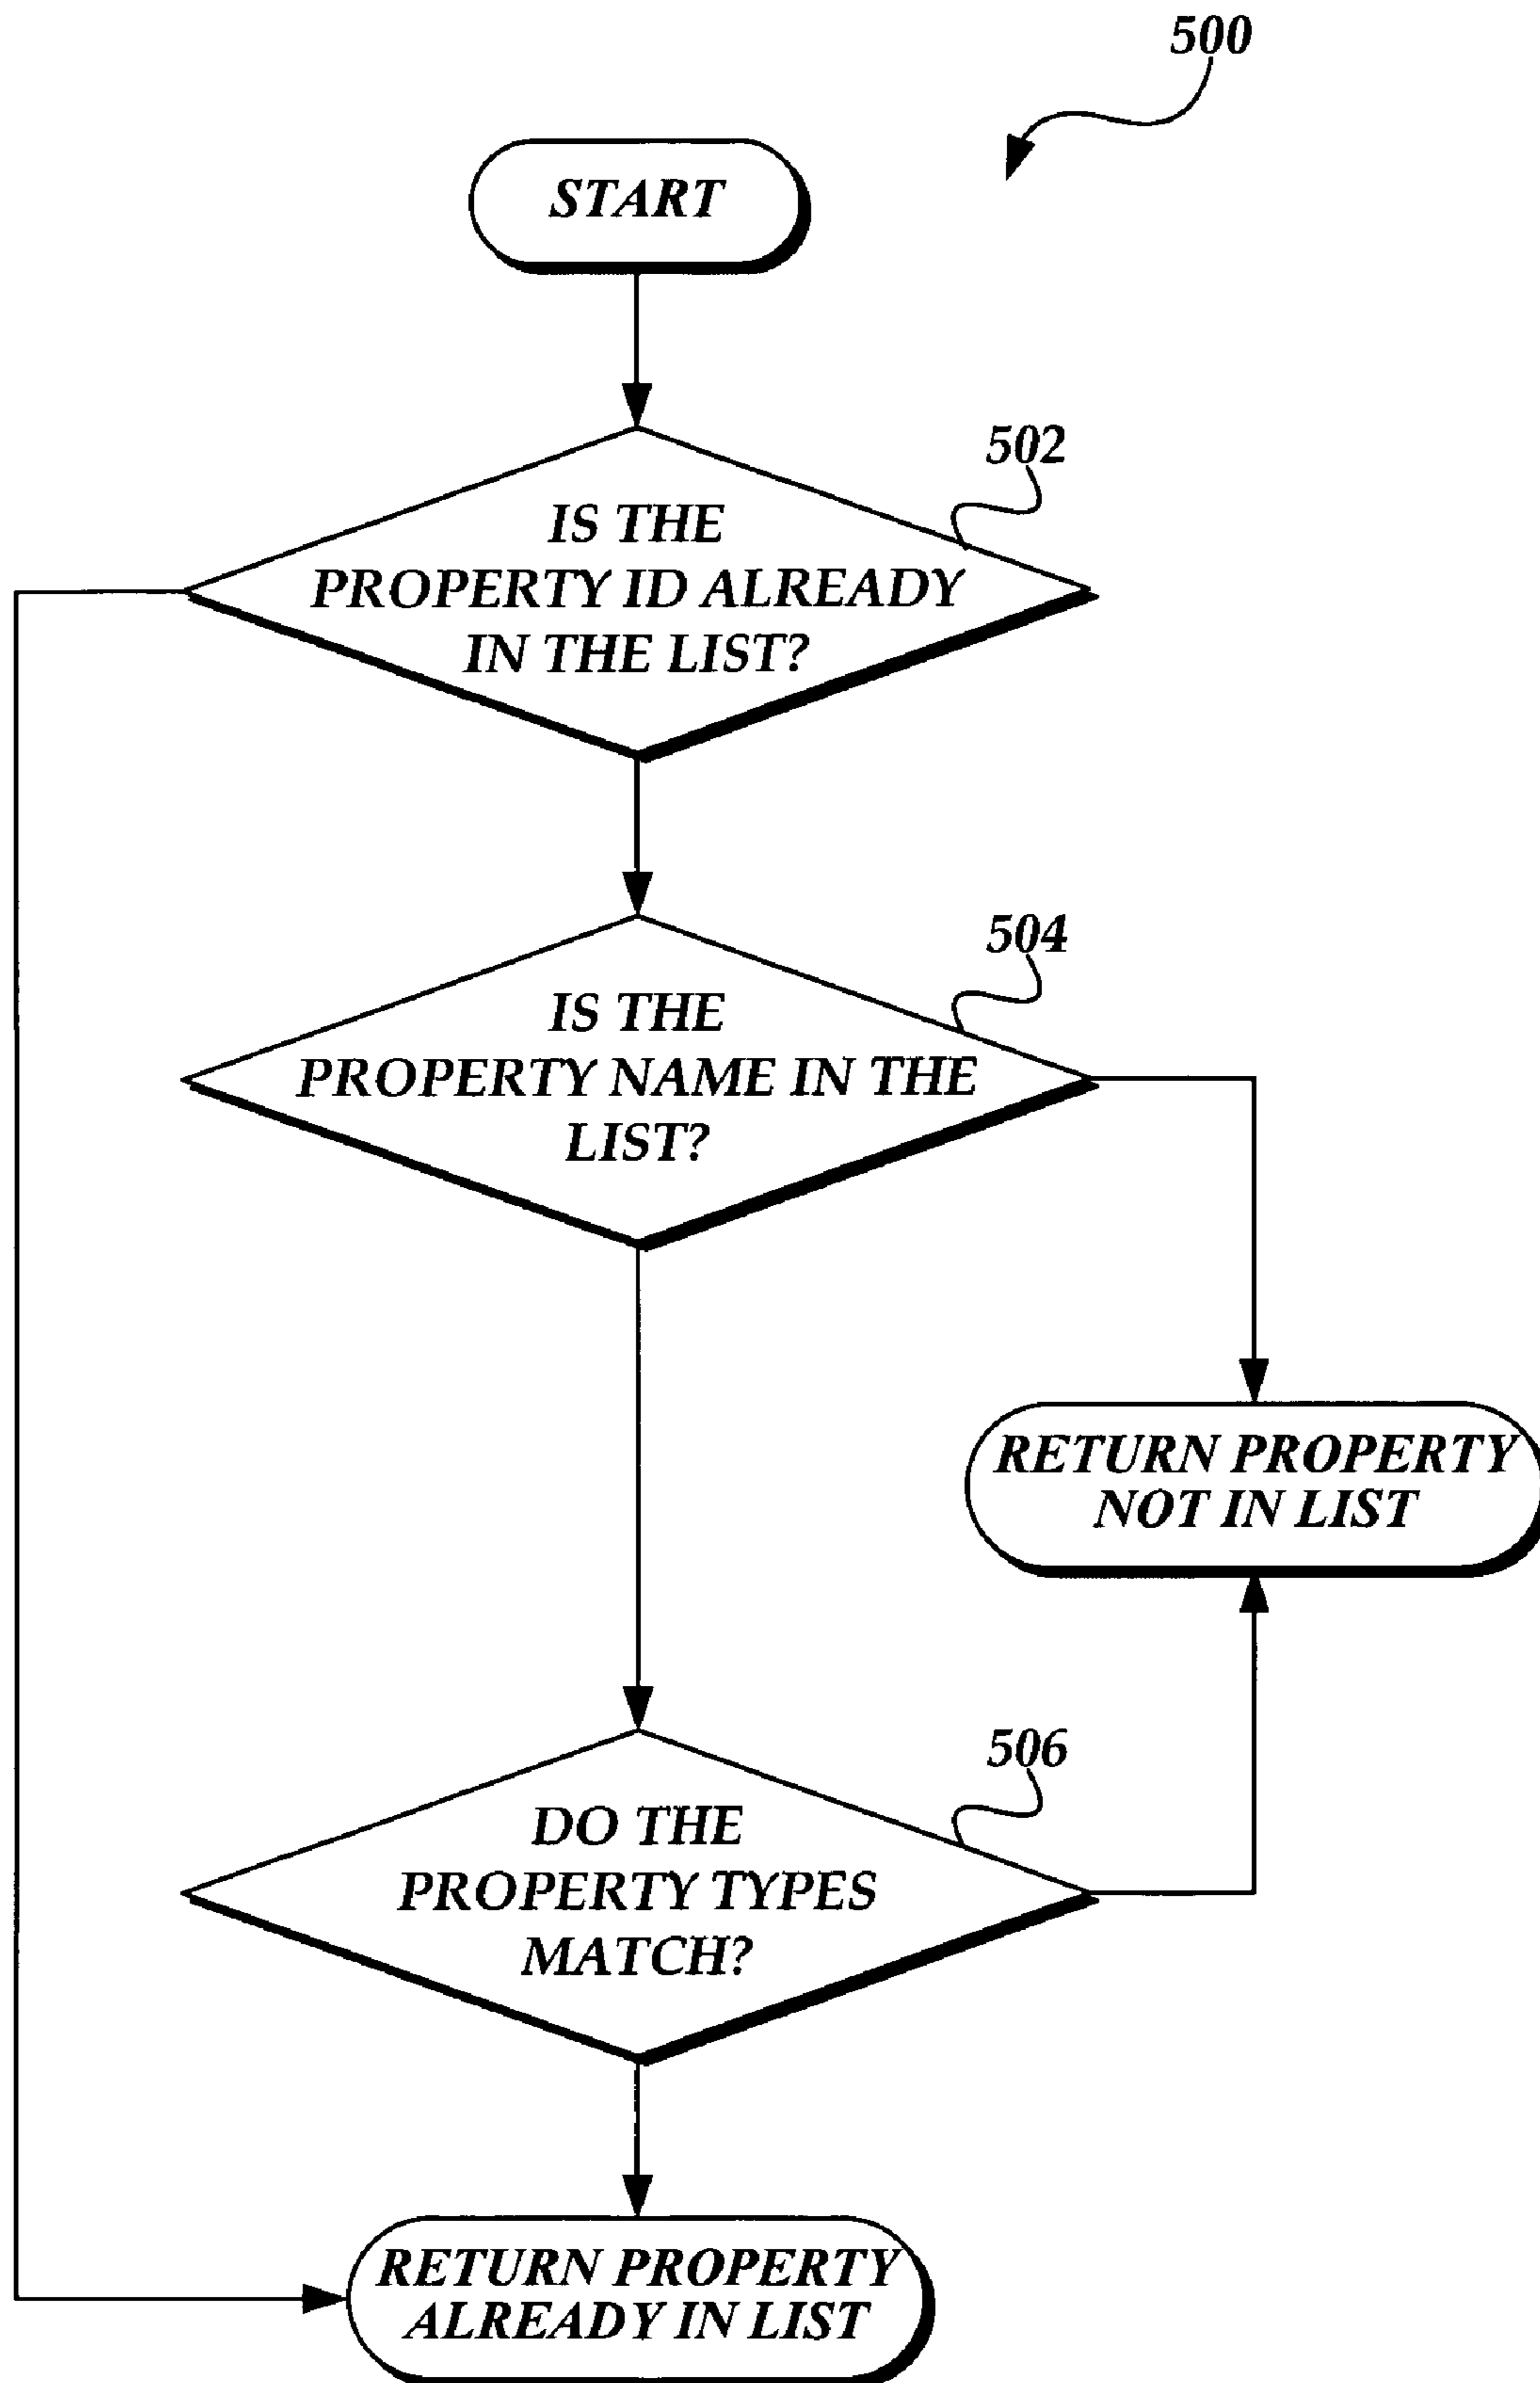 500
START
502
IS THE
PROPERTY ID ALREADY
IN THE LIST?
504
IS THE
PROPERTY NAME IN THE
LIST?
RETURN PROPERTY
NOT IN LIST
506
DO THE
PROPERTY TYPES
MATCH?
RETURN PROPERTY
ALREADY IN LIST